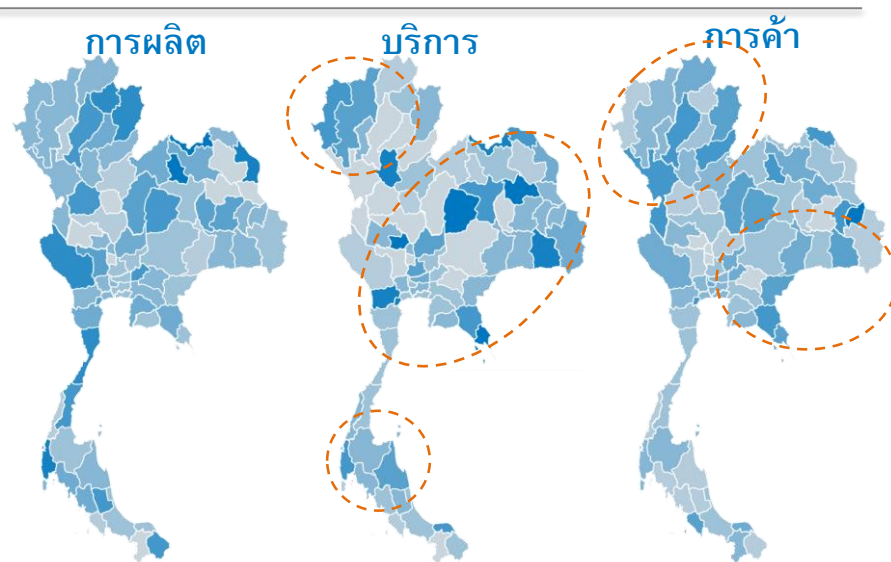 การผลิต
บริการ
การค้า